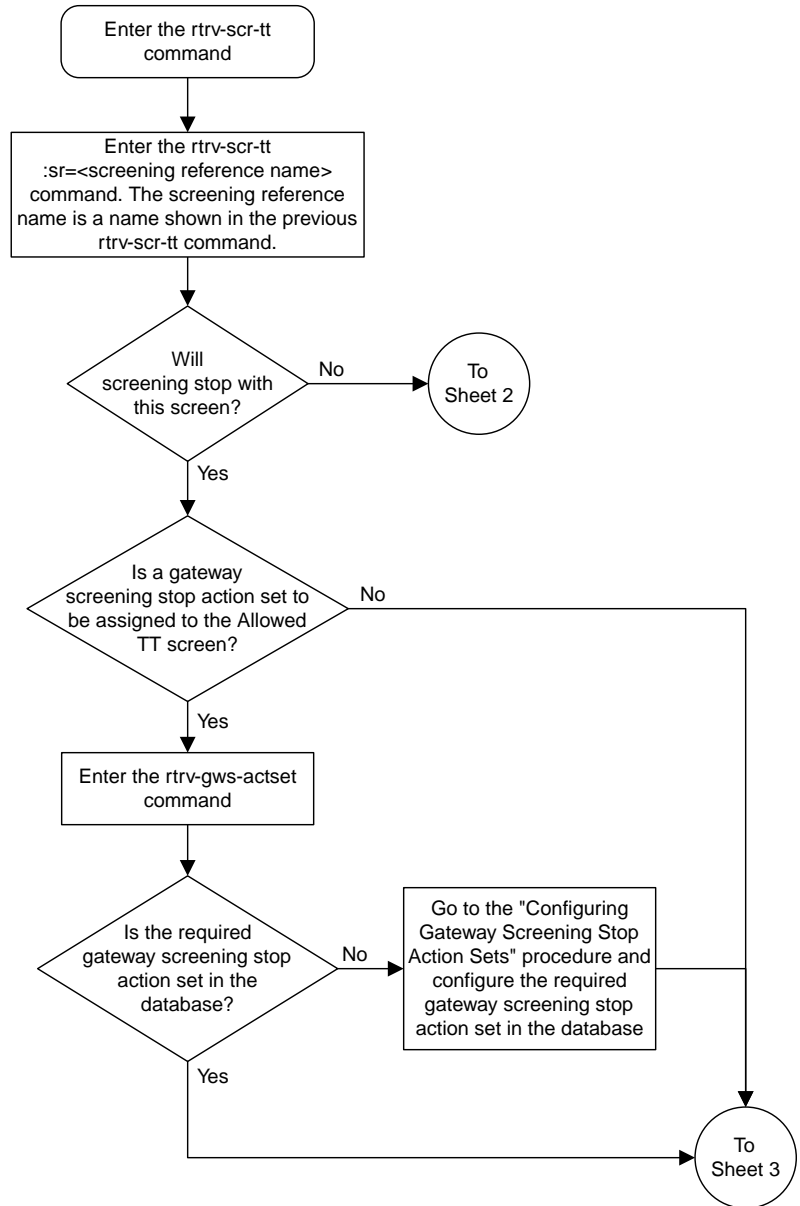 Enter the rtrv-scr-tt
command
Enter the rtrv-scr-tt
:sr=<screening reference name>
command. The screening reference
name is a name shown in the previous
rtrv-scr-tt command.
Will
screening stop with
this screen?
No
To
Sheet 2
Yes
Is a gateway
screening stop action set to
be assigned to the Allowed
TT screen?
No
Yes
Enter the rtrv-gws-actset
command
Is the required
gateway screening stop
action set in the
database?
No
Go to the "Configuring
Gateway Screening Stop
Action Sets" procedure and
configure the required
gateway screening stop
action set in the database
Yes
To
Sheet 3